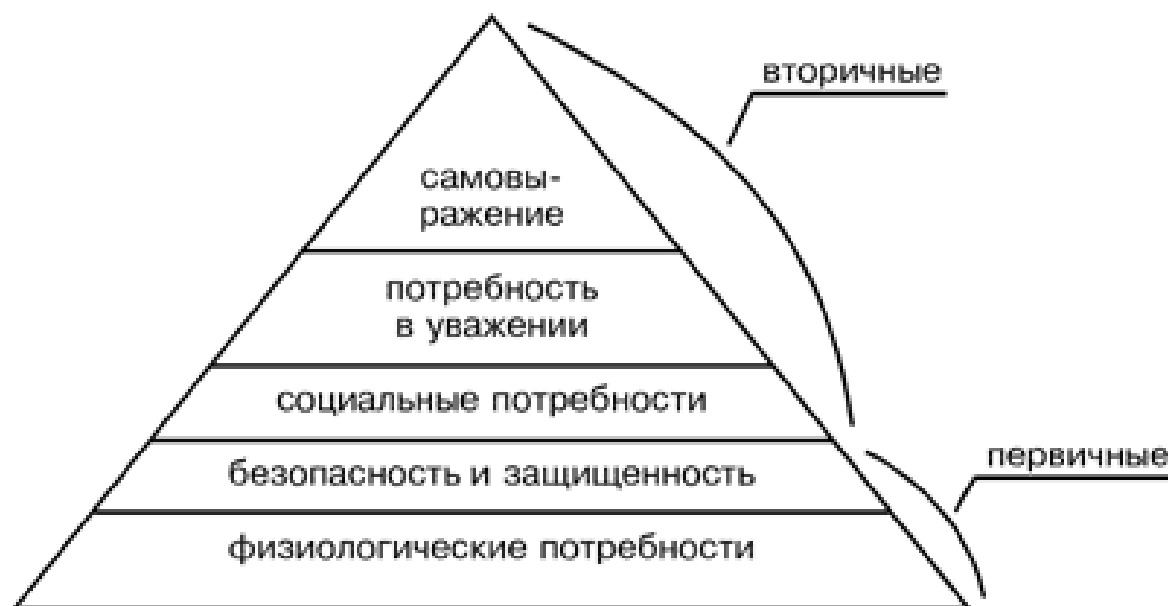 вторичные
самовы-
ражение
потребность
в уважении
социальные потребности
первичные
безопасность и защищенность
физиологические потребности